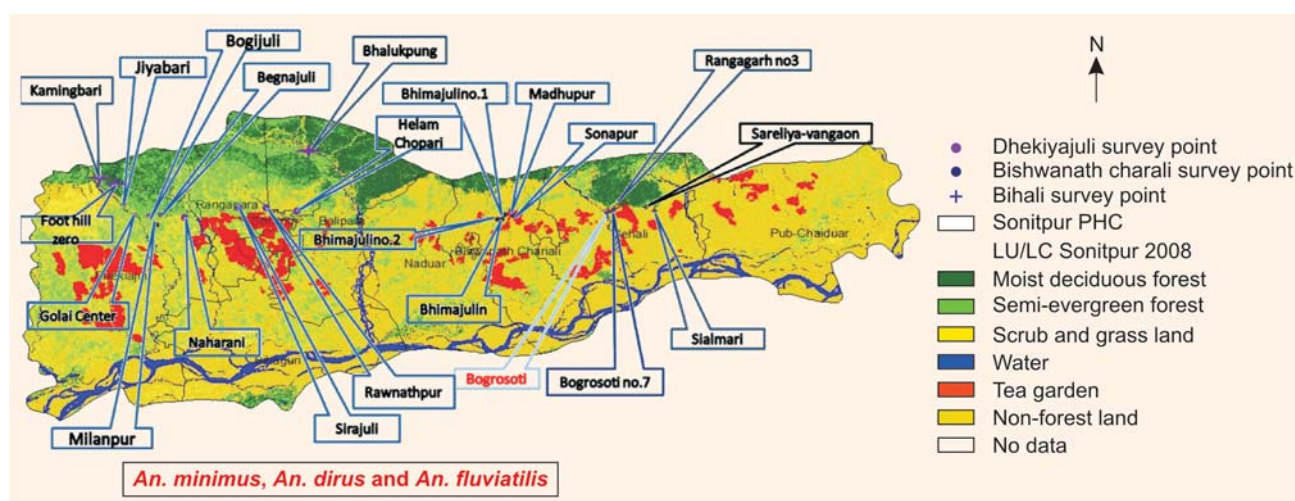 Bogijuli
Jiyabari
Bhalukpung
Rangagarh no3
Kamingbari
Begnajuli
Bhimajulino.1
Madhupur
Helam
Chopari
Sonapur
Sareliya-vangaon
Rangapara
Balipara
Foot hill
zero
Bhimajulino.2
Naduar
Pub-Chaiduar
Golai Center
Naharani
Bhimajulin
Sialmari
Bogrosoti
Bogrosoti no.7
Rawnathpur
Milanpur
Sirajuli
An. minimus, An. dirus and An. fluviatilis
N
Dhekiyajuli survey point
Bishwanath charali survey point
Bihali survey point
Sonitpur PHC
LU/LC Sonitpur 2008
Moist deciduous forest
Semi-evergreen forest
Scrub and grass land
Water
Tea garden
Non-forest land
No data